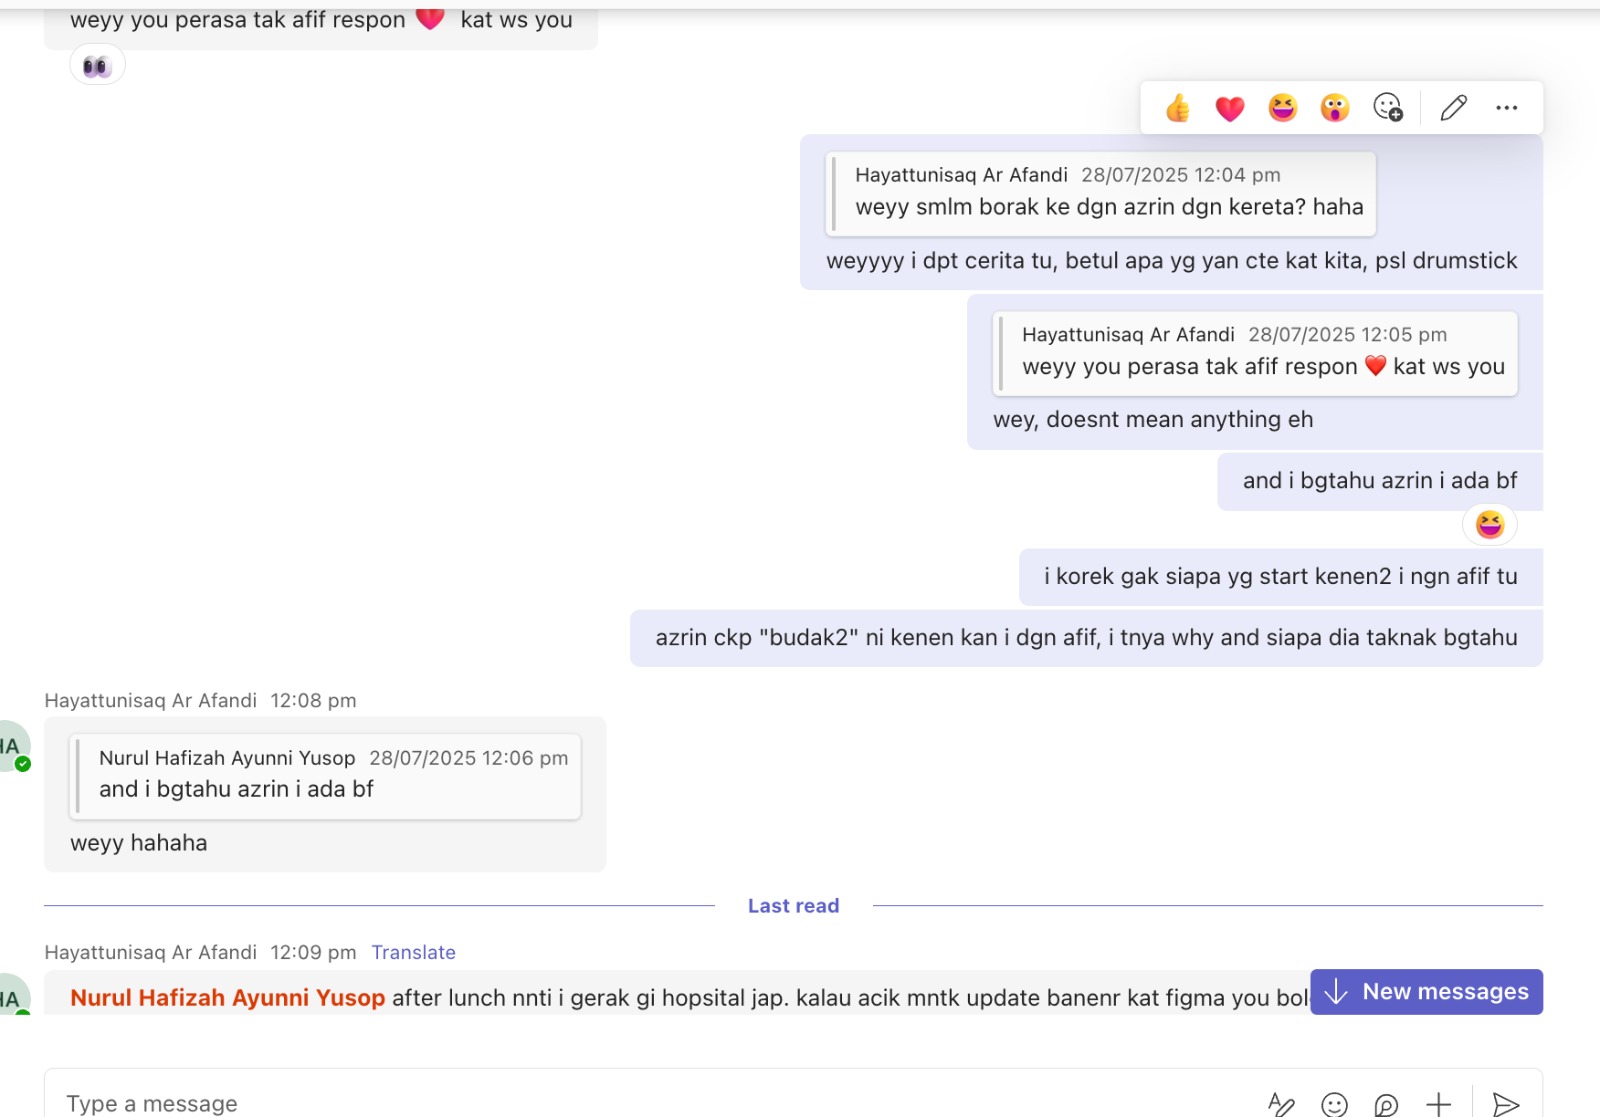 weyy you perasa tak afif respon ❤️ kat ws you
Hayattunisaq Ar Afandi 28/07/2025 12:04 pm
weyy smlm borak ke dgn azrin dgn kereta? haha
weyyyy i dpt cerita tu, betul apa yg yan cte kat kita, psl drumstick
Hayattunisaq Ar Afandi 28/07/2025 12:05 pm
weyy you perasa tak afif respon ❤️ kat ws you
wey, doesnt mean anything eh
and i bgtahu azrin i ada bf
i korek gak siapa yg start kenen2 i ngn afif tu
azrin ckp "budak2" ni kenen kan i dgn afif, i tnya why and siapa dia taknak bgtahu
Hayattunisaq Ar Afandi 12:08 pm
HA
Nurul Hafizah Ayunni Yusop 28/07/2025 12:06 pm
and i bgtahu azrin i ada bf
weyy hahaha
Last read
Hayattunisaq Ar Afandi 12:09 pm Translate
HA
Nurul Hafizah Ayunni Yusop after lunch nnti i gerak gi hopsital jap. kalau acik mntk update banenr kat figma you
New messages
Type a message